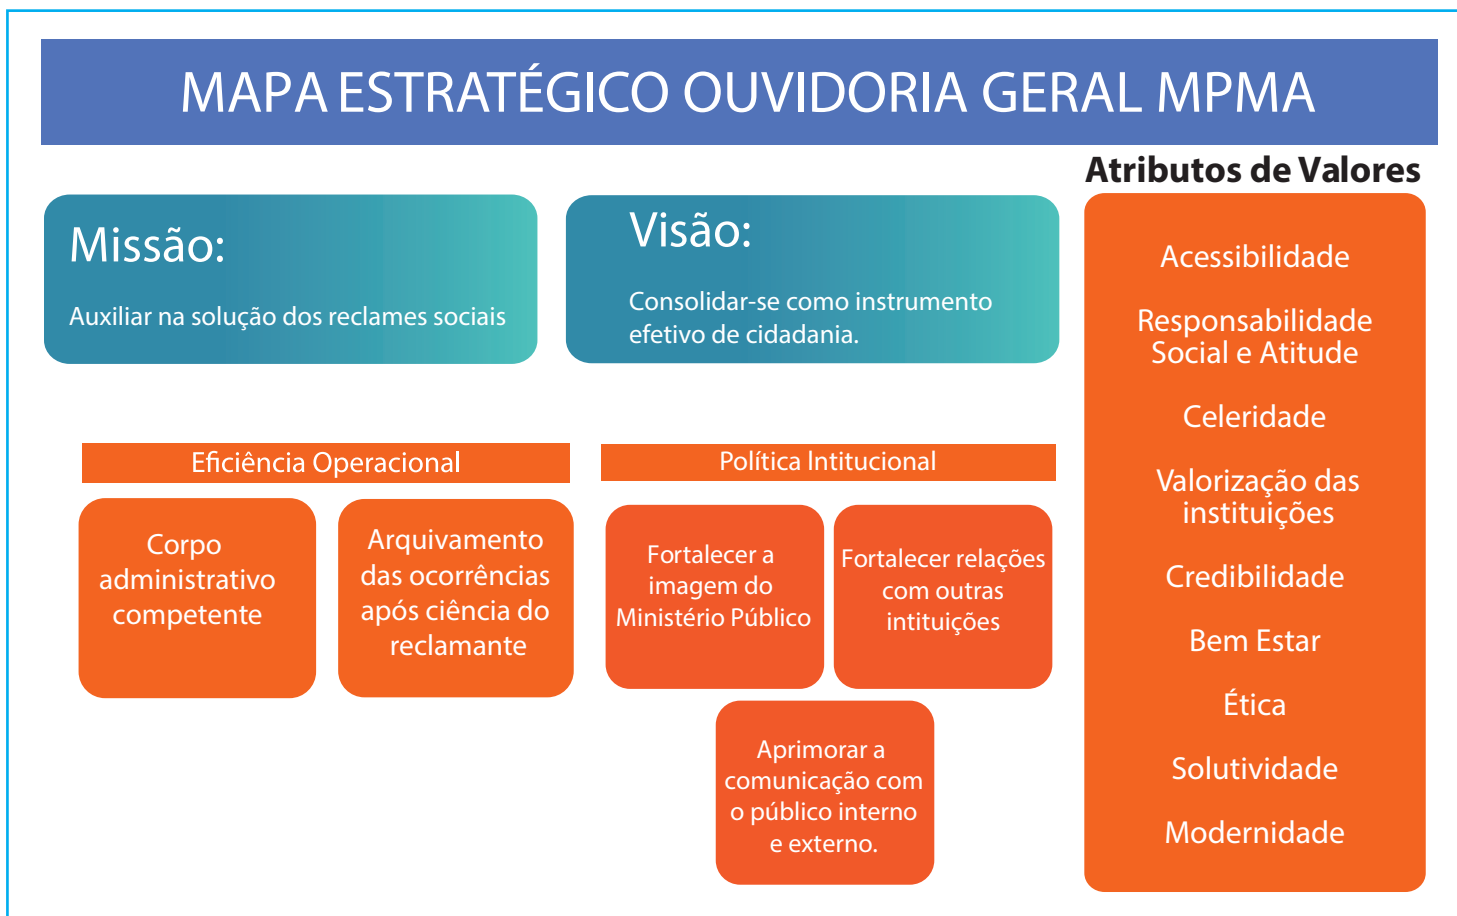 MAPA ESTRATÉGICO OUVIDORIA GERAL MPMA
Missão:
Auxiliar na solução dos reclames sociais
Visão:
Consolidar-se como instrumento
efetivo de cidadania.
Atributos de Valores
Acessibilidade
Responsabilidade
Social e Atitude
Celeridade
Valorização das
instituições
Credibilidade
Bem Estar
Ética
Solutividade
Modernidade
Eficiência Operacional
Corpo
administrativo
competente
Arquivamento
das ocorrências
após ciência do
reclamante
Política Intitucional
Fortalecer a
imagem do
Ministério Público
Fortalecer relações
com outras
intituições
Aprimorar a
comunicação com
o público interno
e externo.